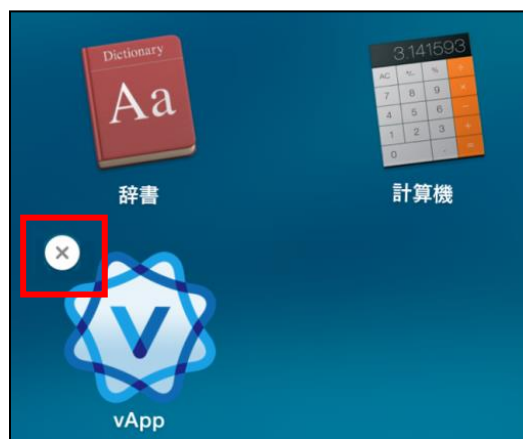 Dictionary
Aa
3.141593
AC +/- % ÷
7 8 9 ×
4 5 6 −
1 2 3 +
0 . =
辞書
計算機
×
V
vApp